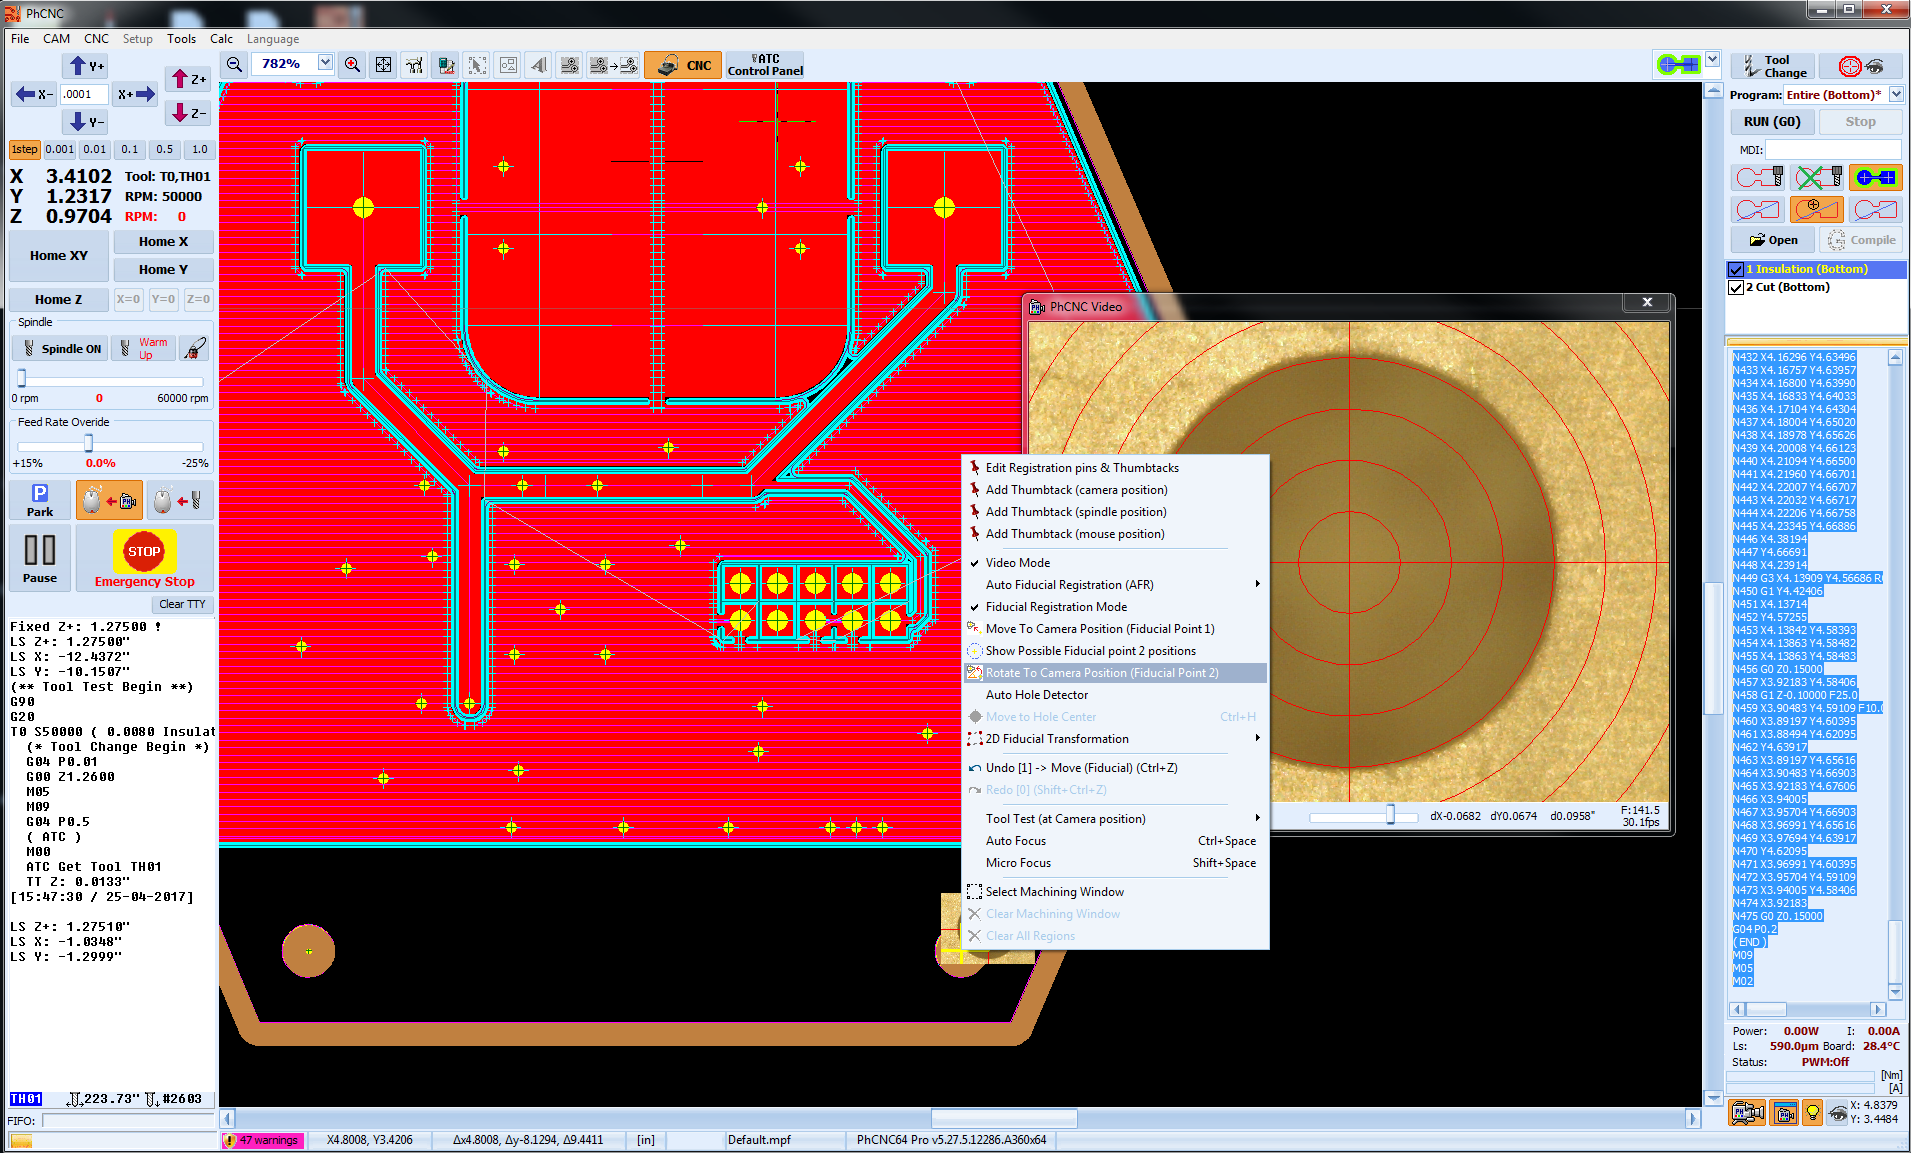 PhCNC
File CAM CNC Setup Tools Calc Language
Y+
X-
.0001
X+
Y-
Z+
Z-
1step 0.001 0.01 0.1 0.5 1.0
X 3.4102 Tool: T0,TH01
Y 1.2317 RPM: 50000
Z 0.9704 RPM: 0
Home XY
Home X
Home Y
Home Z
X=0 Y=0 Z=0
Spindle
Spindle ON
Warm Up
0 rpm 0 60000 rpm
Feed Rate Overide
+15% 0.0% -25%
P
Park
PH
Pause
STOP
Emergency Stop
Clear TTY
Fixed Z+: 1.27500 !
LS Z+: 1.27500"
LS X: -12.4372"
LS Y: -10.1507"
(** Tool Test Begin **)
G90
G20
T0 S50000 ( 0.0080 Insulat
(* Tool Change Begin *)
G04 P0.01
G00 Z1.2600
M05
M09
G04 P0.5
( ATC )
M00
ATC Get Tool TH01
TT Z: 0.0133"
[15:47:30 / 25-04-2017]
LS Z+: 1.27510"
LS X: -1.0348"
LS Y: -1.2999"
TH01 223.73" #2603
FIFO:
782%
CNC
ATC
Control Panel
PhCNC Video
Edit Registration pins & Thumbtacks
Add Thumbtack (camera position)
Add Thumbtack (spindle position)
Add Thumbtack (mouse position)
Video Mode
Auto Fiducial Registration (AFR)
Fiducial Registration Mode
Move To Camera Position (Fiducial Point 1)
Show Possible Fiducial point 2 positions
Rotate To Camera Position (Fiducial Point 2)
Auto Hole Detector
Move to Hole Center Ctrl+H
2D Fiducial Transformation
Undo [1] -> Move (Fiducial) (Ctrl+Z)
Redo [0] (Shift+Ctrl+Z)
Tool Test (at Camera position)
Auto Focus Ctrl+Space
Micro Focus Shift+Space
Select Machining Window
Clear Machining Window
Clear All Regions
dX-0.0682 dY0.0674 d0.0958" F:141.5
30.1fps
Tool Change
Program: Entire (Bottom)*
RUN (GO) Stop
MDI:
Open Compile
1 Insulation (Bottom)
2 Cut (Bottom)
N432 X4.16296 Y4.63496
N433 X4.16757 Y4.63957
N434 X4.16800 Y4.63990
N435 X4.16833 Y4.64033
N436 X4.17104 Y4.64304
N437 X4.18004 Y4.65020
N438 X4.18978 Y4.65626
N439 X4.20008 Y4.66123
N440 X4.21094 Y4.66500
N441 X4.21960 Y4.66701
N442 X4.22007 Y4.66717
N443 X4.22032 Y4.66717
N444 X4.22206 Y4.66758
N445 X4.23345 Y4.66886
N446 X4.38194
N447 Y4.66691
N448 X4.23914
N449 G3 X4.13909 Y4.56686 R
N450 G1 Y4.42406
N451 X4.13714
N452 Y4.57255
N453 X4.13842 Y4.58393
N454 X4.13863 Y4.58482
N455 X4.13863 Y4.58483
N456 G0 Z0.15000
N457 X3.92183 Y4.58406
N458 G1 Z-0.10000 F25.0
N459 X3.90483 Y4.59109 F10.0
N460 X3.89197 Y4.60395
N461 X3.88494 Y4.62095
N462 Y4.63917
N463 X3.89197 Y4.65616
N464 X3.90483 Y4.66903
N465 X3.92183 Y4.67606
N466 X3.94005
N467 X3.95704 Y4.66903
N468 X3.96991 Y4.65616
N469 X3.97694 Y4.63917
N470 Y4.62095
N471 X3.96991 Y4.60395
N472 X3.95704 Y4.59109
N473 X3.94005 Y4.58406
N474 X3.92183
N475 G0 Z0.15000
G04 P0.2
( END )
M09
M05
M02
Power: 0.00W I: 0.00A
Ls: 590.0µm Board: 28.4°C
Status: PWM:Off
[Nm]
[A]
X: 4.8379
Y: 3.4484
47 warnings X4.8008, Y3.4206 Δx4.8008, Δy-8.1294, Δ9.4411 [in] Default.mpf PhCNC64 Pro v5.27.5.12286.A360x64